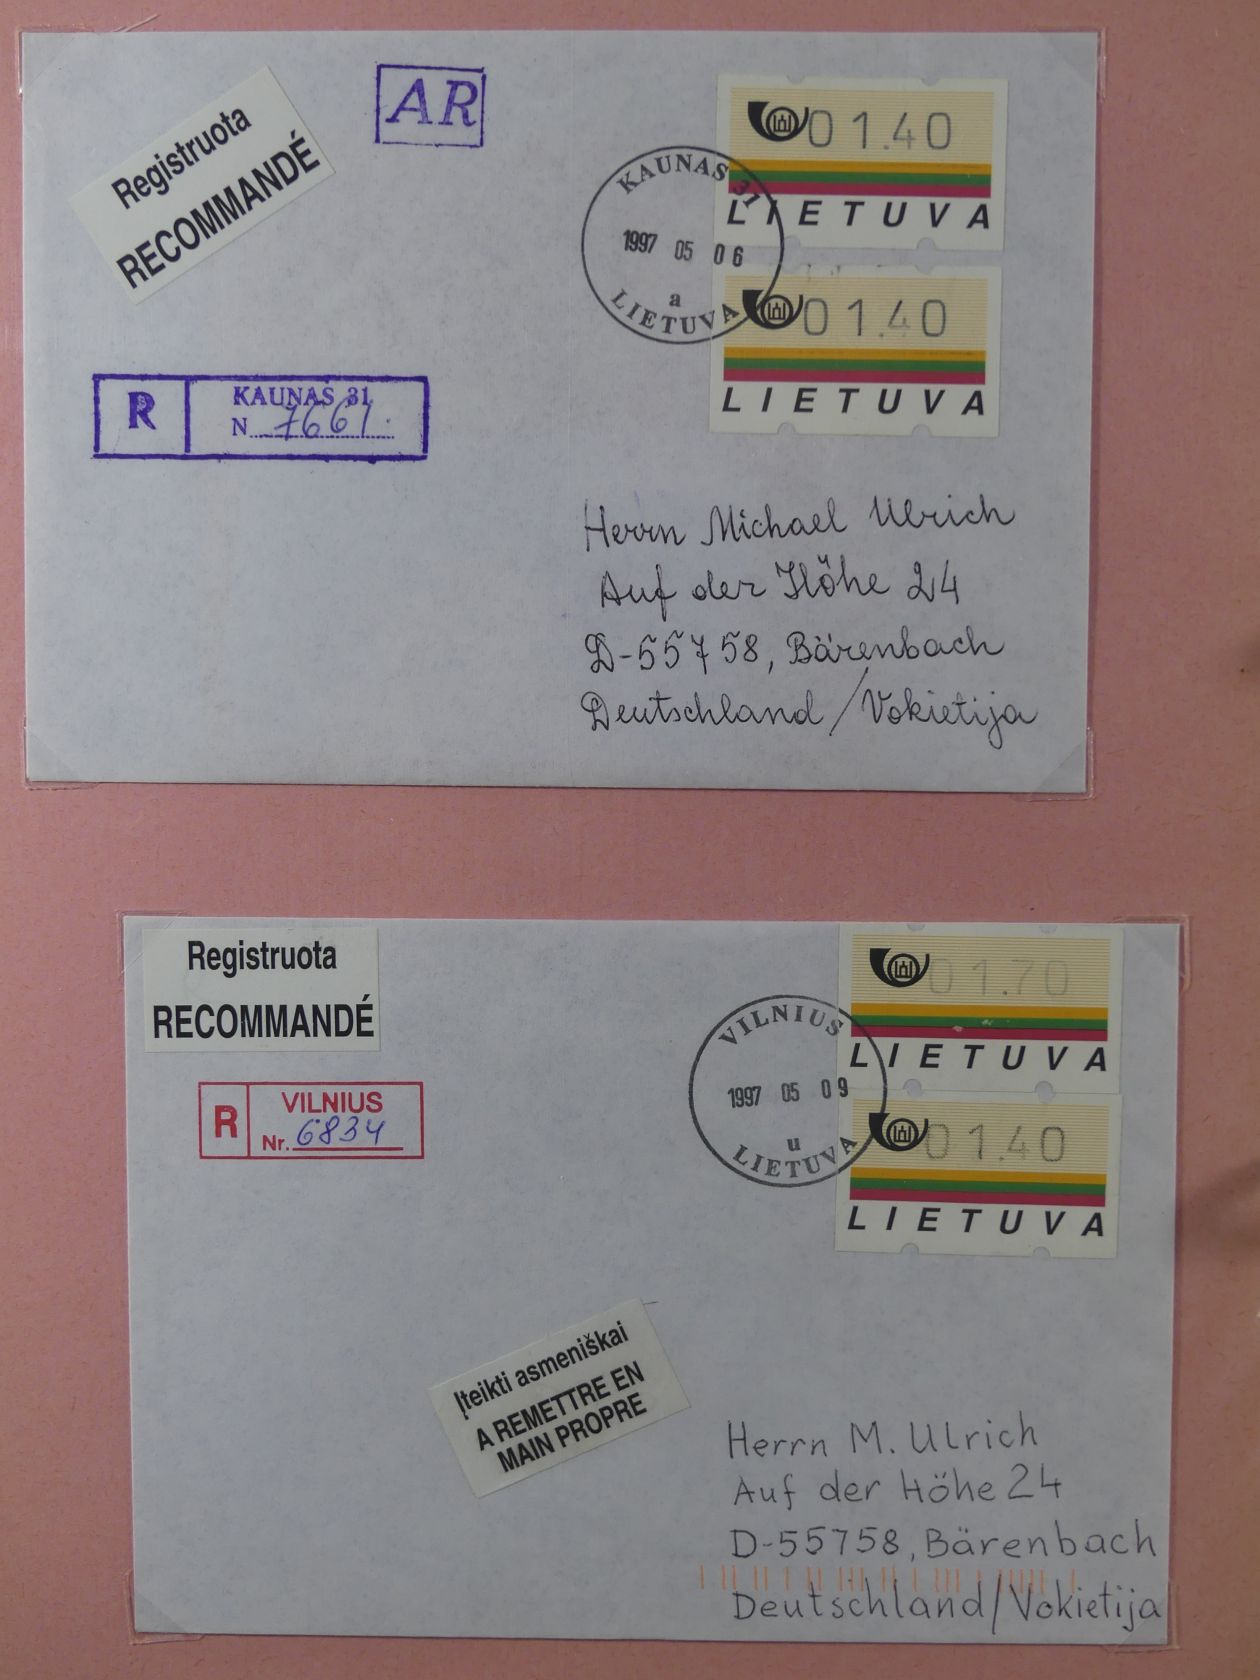 Registruota
RECOMMANDÉ
AR
01.40
LIETUVA
KAUNAS 31
1997 05 06
a
LIETUVA
01.40
LIETUVA
R
KAUNAS 31
N 7661.
Herrn Michael Ulrich
Auf der Höhe 24
D-55758, Bärenbach
Deutschland/Vokietija
Registruota
RECOMMANDÉ
01.70
LIETUVA
VILNIUS
1997 05 09
u
LIETUVA
01.40
LIETUVA
R
VILNIUS
Nr. 6834
Įteikti asmeniškai
A REMETTRE EN
MAIN PROPRE
Herrn M. Ulrich
Auf der Höhe 24
D-55758, Bärenbach
Deutschland/Vokietija